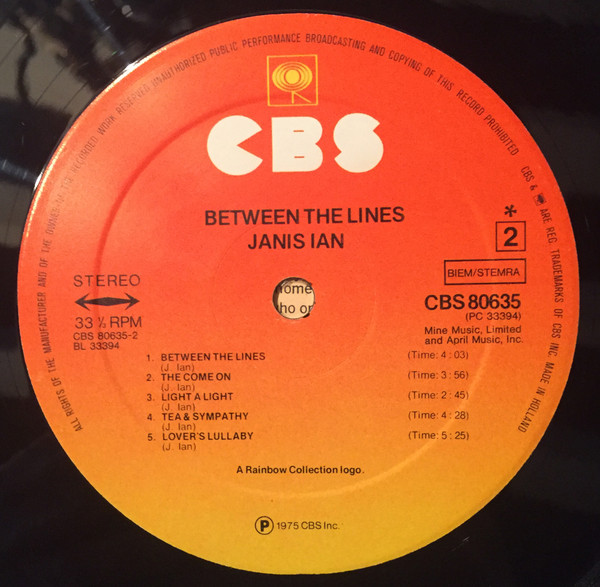 ALL RIGHTS OF THE MANUFACTURER AND OF THE OWNER OF THE RECORDED WORK RESERVED UNAUTHORIZED PUBLIC PERFORMANCE BROADCASTING AND COPYING OF THIS RECORD PROHIBITED
CBS & ARE REG. TRADEMARKS OF CBS INC. MADE IN HOLLAND
CBS
BETWEEN THE LINES
JANIS IAN
*
2
STEREO
BIEM/STEMRA
33 ½ RPM
CBS 80635-2
BL 33394
CBS 80635
(PC 33394)
Mine Music, Limited
and April Music, Inc.
ome
ho or
1. BETWEEN THE LINES (Time: 4 : 03)
(J. Ian)
2. THE COME ON (Time: 3 : 56)
(J. Ian)
3. LIGHT A LIGHT (Time: 2 : 45)
(J. Ian)
4. TEA & SYMPATHY (Time: 4 : 28)
(J. Ian)
5. LOVER'S LULLABY (Time: 5 : 25)
(J. Ian)
A Rainbow Collection logo.
Ⓟ 1975 CBS Inc.